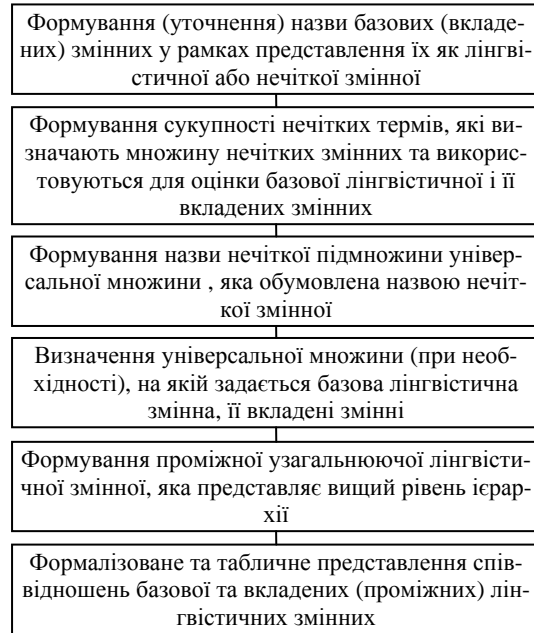 Формування (уточнення) назви базових (вкладе-
них) змінних у рамках представлення їх як лінгві-
стичної або нечіткої змінної
Формування сукупності нечітких термів, які ви-
значають множину нечітких змінних та викорис-
товуються для оцінки базової лінгвістичної і її
вкладених змінних
Формування назви нечіткої підмножини універ-
сальної множини , яка обумовлена назвою нечіт-
кої змінної
Визначення універсальної множини (при необ-
хідності), на якій задається базова лінгвістична
змінна, її вкладені змінні
Формування проміжної узагальнюючої лінгвісти-
чної змінної, яка представляє вищий рівень ієрар-
хії
Формалізоване та табличне представлення спів-
відношень базової та вкладених (проміжних) лін-
гвістичних змінних